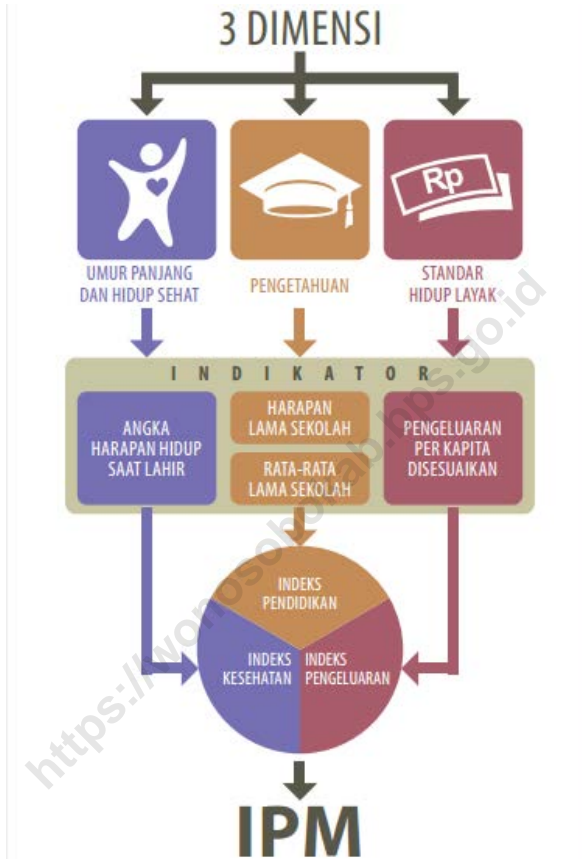 3 DIMENSI
Rp
UMUR PANJANG
DAN HIDUP SEHAT
PENGETAHUAN
STANDAR
HIDUP LAYAK
INDIKATOR
ANGKA
HARAPAN HIDUP
SAAT LAHIR
HARAPAN
LAMA SEKOLAH
RATA-RATA
LAMA SEKOLAH
PENGELUARAN
PER KAPITA
DISESUAIKAN
INDEKS
PENDIDIKAN
INDEKS
KESEHATAN
INDEKS
PENGELUARAN
IPM
https://wonosobokab.bps.go.id